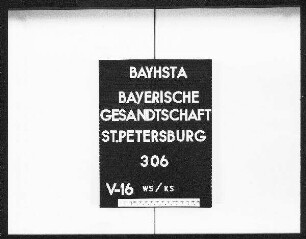 BAYHSTA
BAYERISCHE
GESANDTSCHAFT
ST.PETERSBURG
306
V-16 WS/KS